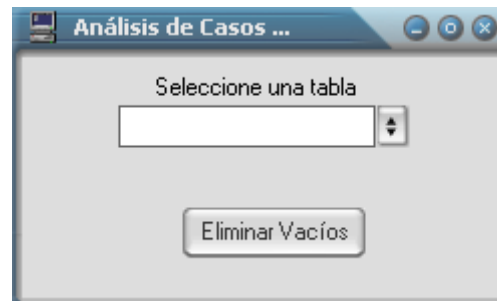 Análisis de Casos ...
Seleccione una tabla
Eliminar Vacíos